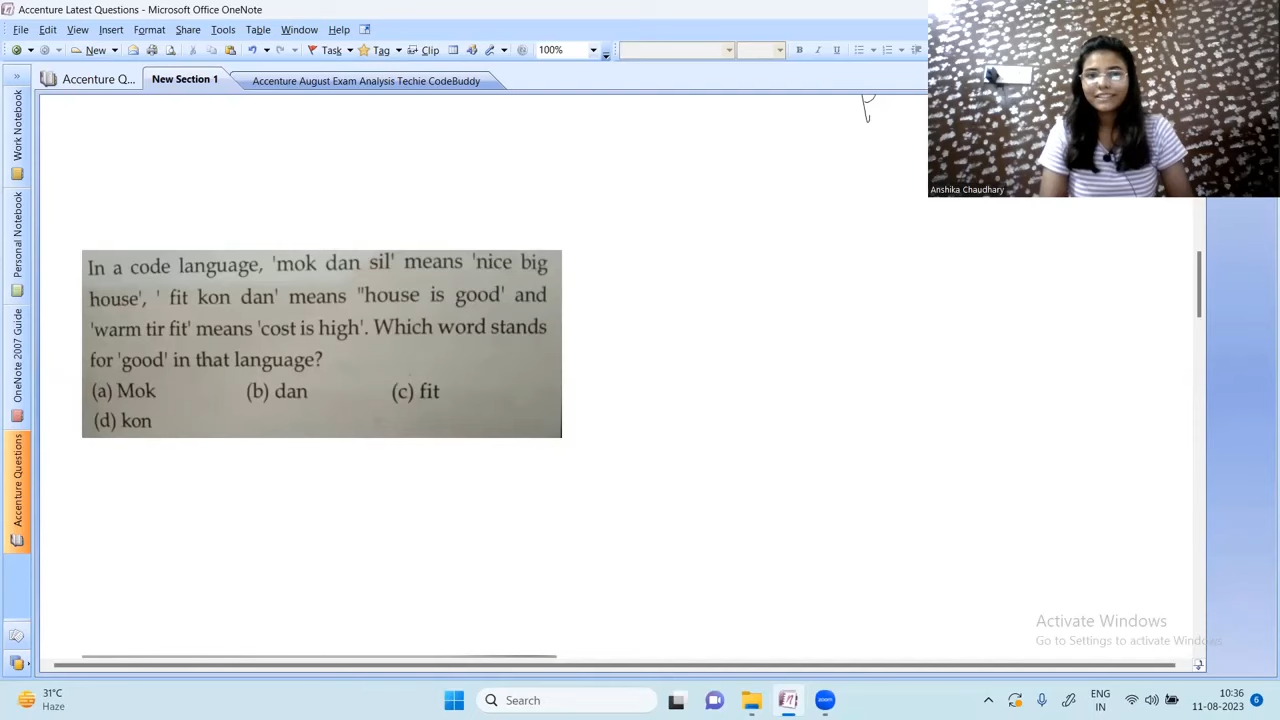 Accenture Latest Questions - Microsoft Office OneNote
File Edit View Insert Format Share Tools Table Window Help
New Task Tag Clip 100% B I U
Accenture Q... New Section 1 Accenture August Exam Analysis Techie CodeBuddy
Work Notebook
Personal Notebook
OneNote 2007 Guide
Accenture Questions
Anshika Chaudhary
In a code language, 'mok dan sil' means 'nice big
house', ' fit kon dan' means "house is good' and
'warm tir fit' means 'cost is high'. Which word stands
for 'good' in that language?
(a) Mok (b) dan (c) fit
(d) kon
Activate Windows
Go to Settings to activate Windows
31°C
Haze
Search
zoom
ENG
IN
10:36
11-08-2023
6